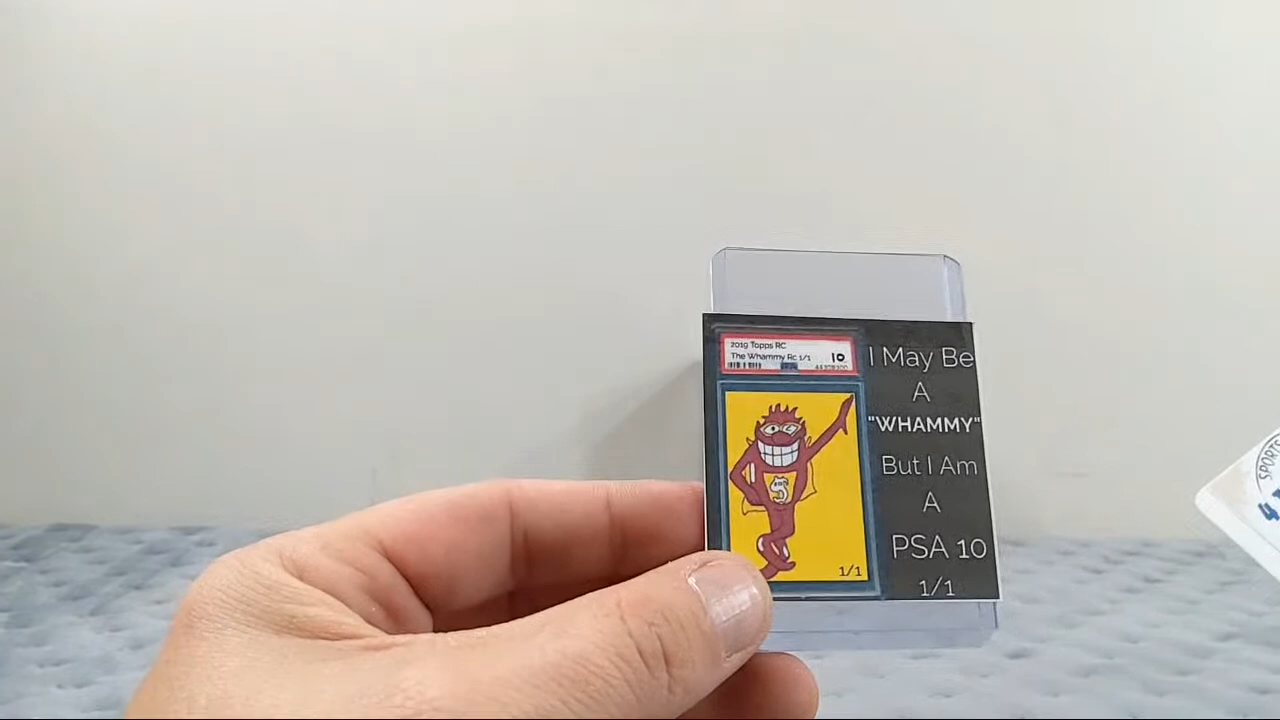 2019 Topps RC
The Whammy Rc 1/1
10
I May Be
A
"WHAMMY"
But I Am
A
PSA 10
1/1
$
1/1
SPORTS